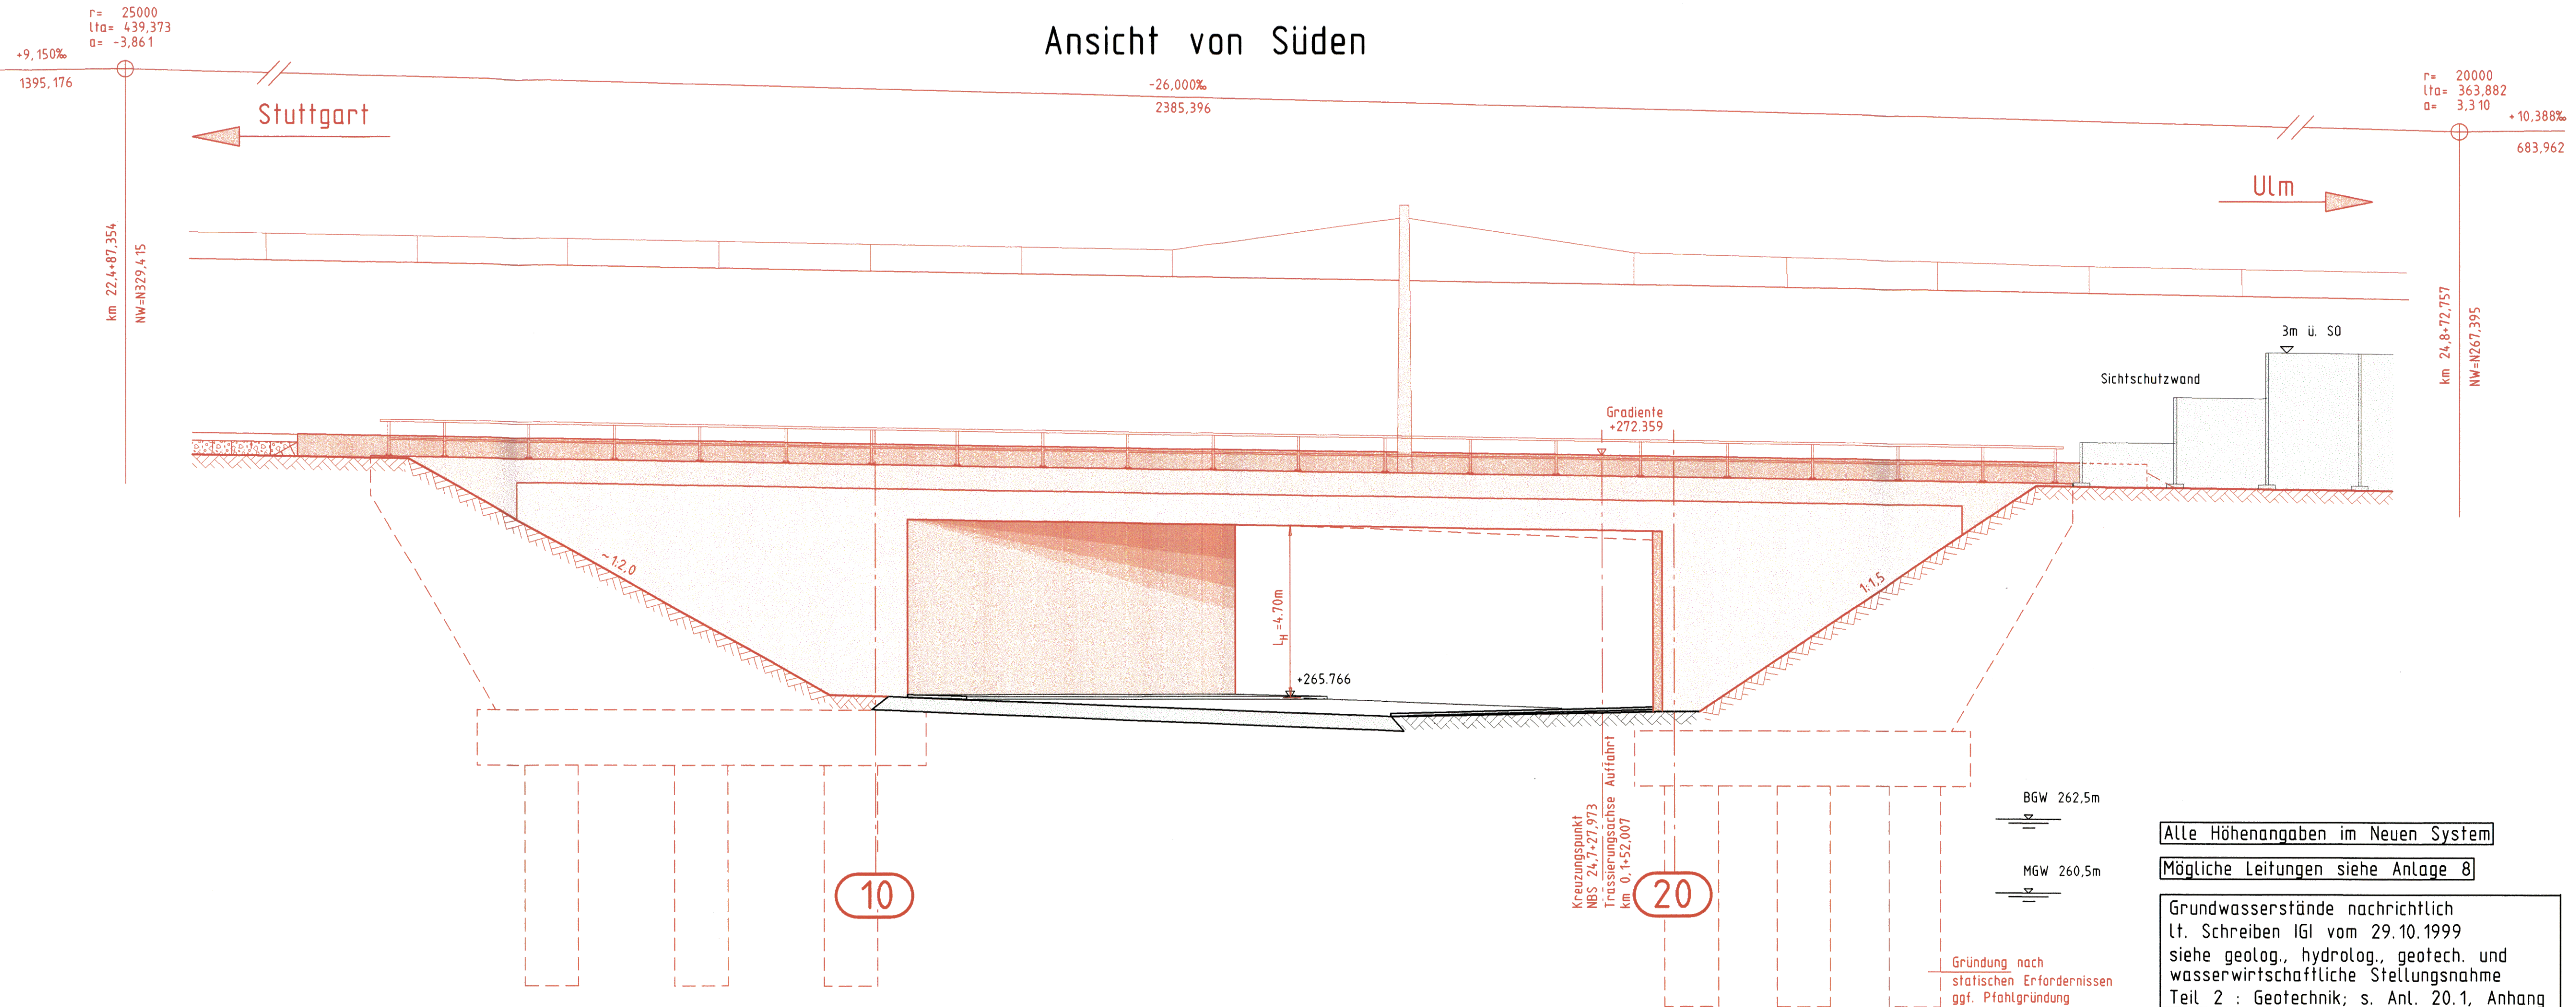 Ansicht von Süden
r= 25000
lta= 439,373
a= -3,861
+9,150‰
1395,176
-26,000‰
2385,396
r= 20000
lta= 363,882
a= 3,310
+10,388‰
683,962
Stuttgart
Ulm
km 22,4+87,354
NW=N329,415
km 24,8+72,757
NW=N267,395
3m ü. SO
Sichtschutzwand
Gradiente
+272.359
~1:2,0
1:1,5
LH =4.70m
+265.766
Kreuzungspunkt
NBS 24,7+27,973
Trassierungsachse Auffahrt
km 0,1+52,007
10
20
BGW 262,5m
MGW 260,5m
Gründung nach
statischen Erfordernissen
ggf. Pfahlgründung
Alle Höhenangaben im Neuen System
Mögliche Leitungen siehe Anlage 8
Grundwasserstände nachrichtlich
lt. Schreiben IGI vom 29.10.1999
siehe geolog., hydrolog., geotech. und
wasserwirtschaftliche Stellungsnahme
Teil 2 : Geotechnik; s. Anl. 20.1, Anhang